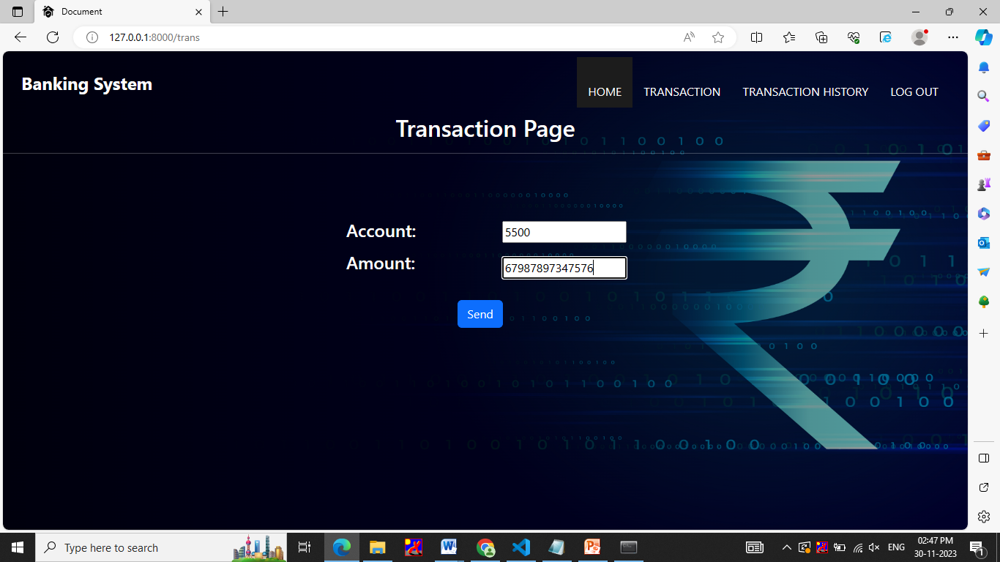 Document
127.0.0.1:8000/trans
Banking System
HOME TRANSACTION TRANSACTION HISTORY LOG OUT
Transaction Page
Account: 5500
Amount: 67987897347576
Send
Type here to search
ENG
02:47 PM
30-11-2023
1